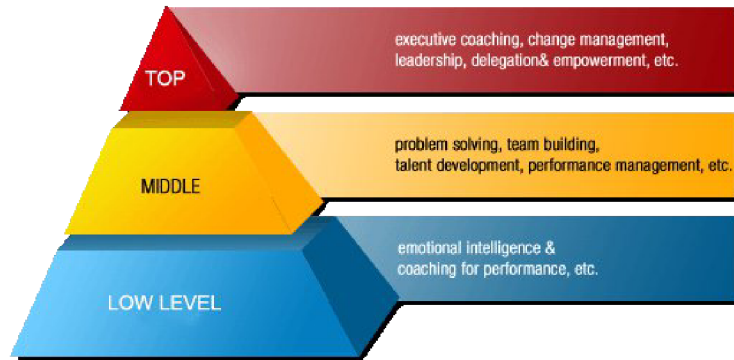 TOP
executive coaching, change management,
leadership, delegation& empowerment, etc.
MIDDLE
problem solving, team building,
talent development, performance management, etc.
LOW LEVEL
emotional intelligence &
coaching for performance, etc.